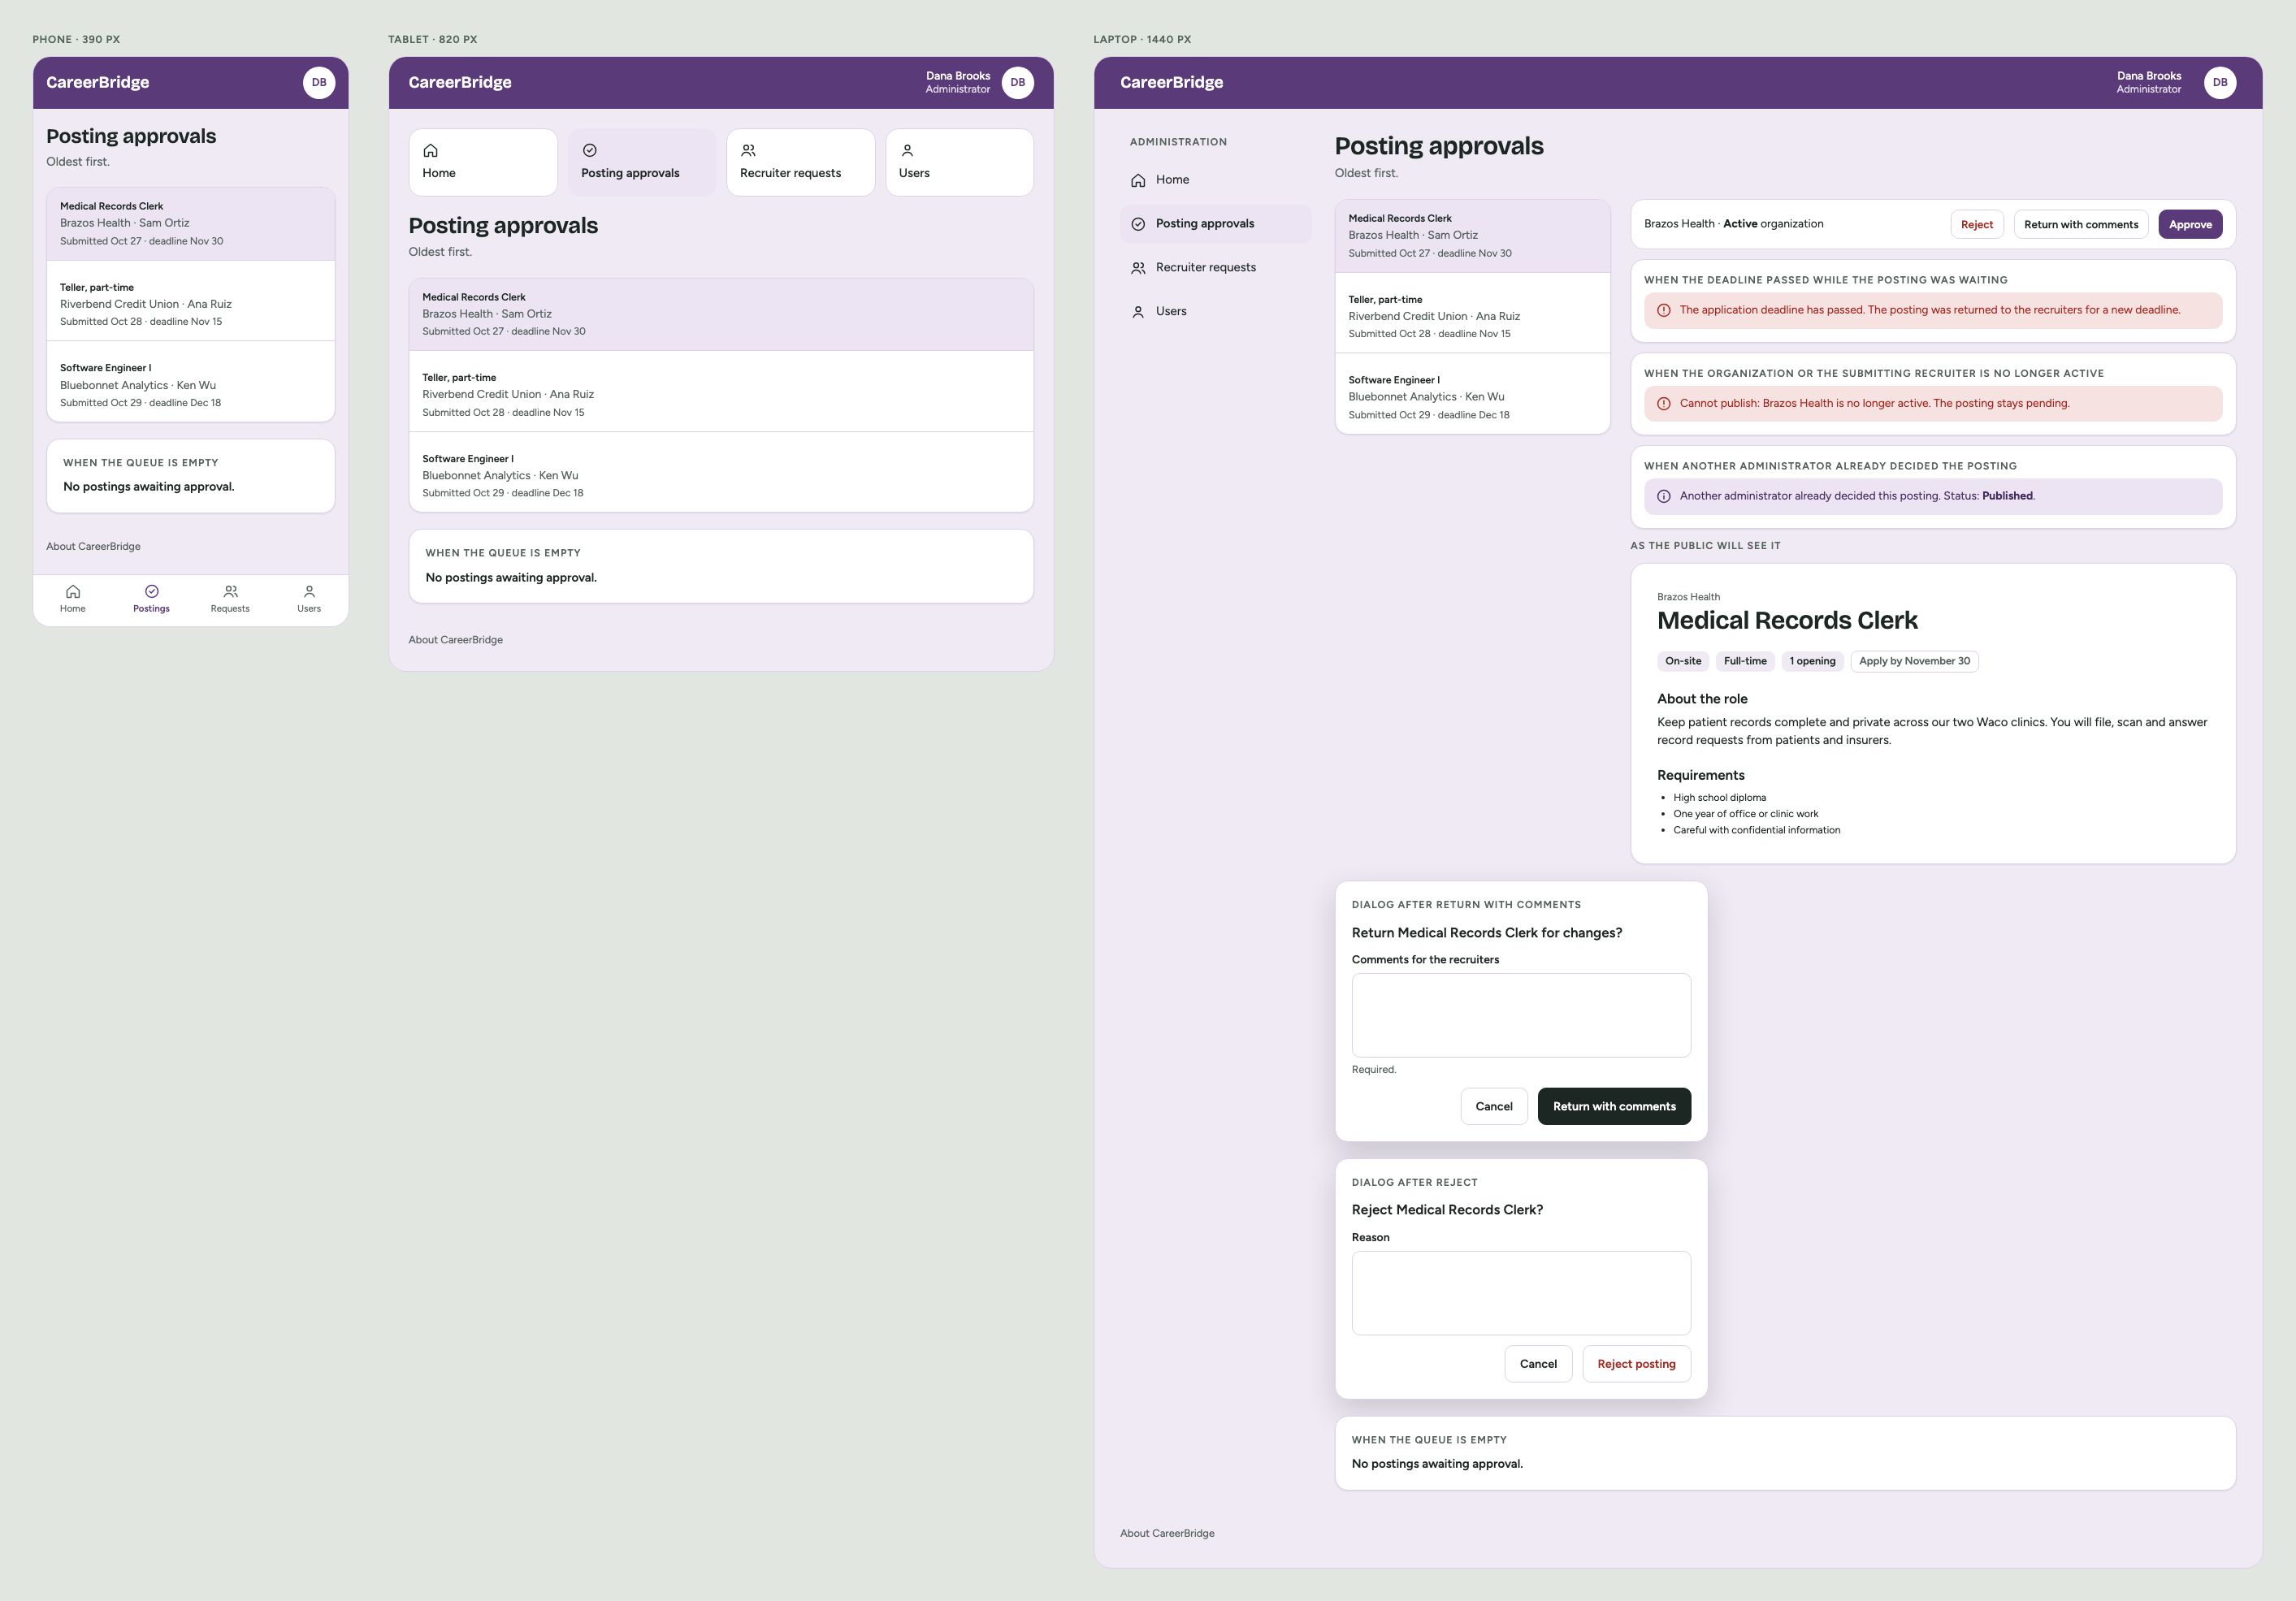 PHONE · 390 PX
CareerBridge
DB
Posting approvals
Oldest first.
Medical Records Clerk
Brazos Health · Sam Ortiz
Submitted Oct 27 · deadline Nov 30
Teller, part-time
Riverbend Credit Union · Ana Ruiz
Submitted Oct 28 · deadline Nov 15
Software Engineer I
Bluebonnet Analytics · Ken Wu
Submitted Oct 29 · deadline Dec 18
WHEN THE QUEUE IS EMPTY
No postings awaiting approval.
About CareerBridge
Home
Postings
Requests
Users
TABLET · 820 PX
CareerBridge
Dana Brooks
Administrator
DB
Home
Posting approvals
Recruiter requests
Users
Posting approvals
Oldest first.
Medical Records Clerk
Brazos Health · Sam Ortiz
Submitted Oct 27 · deadline Nov 30
Teller, part-time
Riverbend Credit Union · Ana Ruiz
Submitted Oct 28 · deadline Nov 15
Software Engineer I
Bluebonnet Analytics · Ken Wu
Submitted Oct 29 · deadline Dec 18
WHEN THE QUEUE IS EMPTY
No postings awaiting approval.
About CareerBridge
LAPTOP · 1440 PX
CareerBridge
Dana Brooks
Administrator
DB
ADMINISTRATION
Home
Posting approvals
Recruiter requests
Users
Posting approvals
Oldest first.
Medical Records Clerk
Brazos Health · Sam Ortiz
Submitted Oct 27 · deadline Nov 30
Teller, part-time
Riverbend Credit Union · Ana Ruiz
Submitted Oct 28 · deadline Nov 15
Software Engineer I
Bluebonnet Analytics · Ken Wu
Submitted Oct 29 · deadline Dec 18
Brazos Health · Active organization
Reject
Return with comments
Approve
WHEN THE DEADLINE PASSED WHILE THE POSTING WAS WAITING
The application deadline has passed. The posting was returned to the recruiters for a new deadline.
WHEN THE ORGANIZATION OR THE SUBMITTING RECRUITER IS NO LONGER ACTIVE
Cannot publish: Brazos Health is no longer active. The posting stays pending.
WHEN ANOTHER ADMINISTRATOR ALREADY DECIDED THE POSTING
Another administrator already decided this posting. Status: Published.
AS THE PUBLIC WILL SEE IT
Brazos Health
Medical Records Clerk
On-site
Full-time
1 opening
Apply by November 30
About the role
Keep patient records complete and private across our two Waco clinics. You will file, scan and answer
record requests from patients and insurers.
Requirements
• High school diploma
• One year of office or clinic work
• Careful with confidential information
DIALOG AFTER RETURN WITH COMMENTS
Return Medical Records Clerk for changes?
Comments for the recruiters
Required.
Cancel
Return with comments
DIALOG AFTER REJECT
Reject Medical Records Clerk?
Reason
Cancel
Reject posting
WHEN THE QUEUE IS EMPTY
No postings awaiting approval.
About CareerBridge